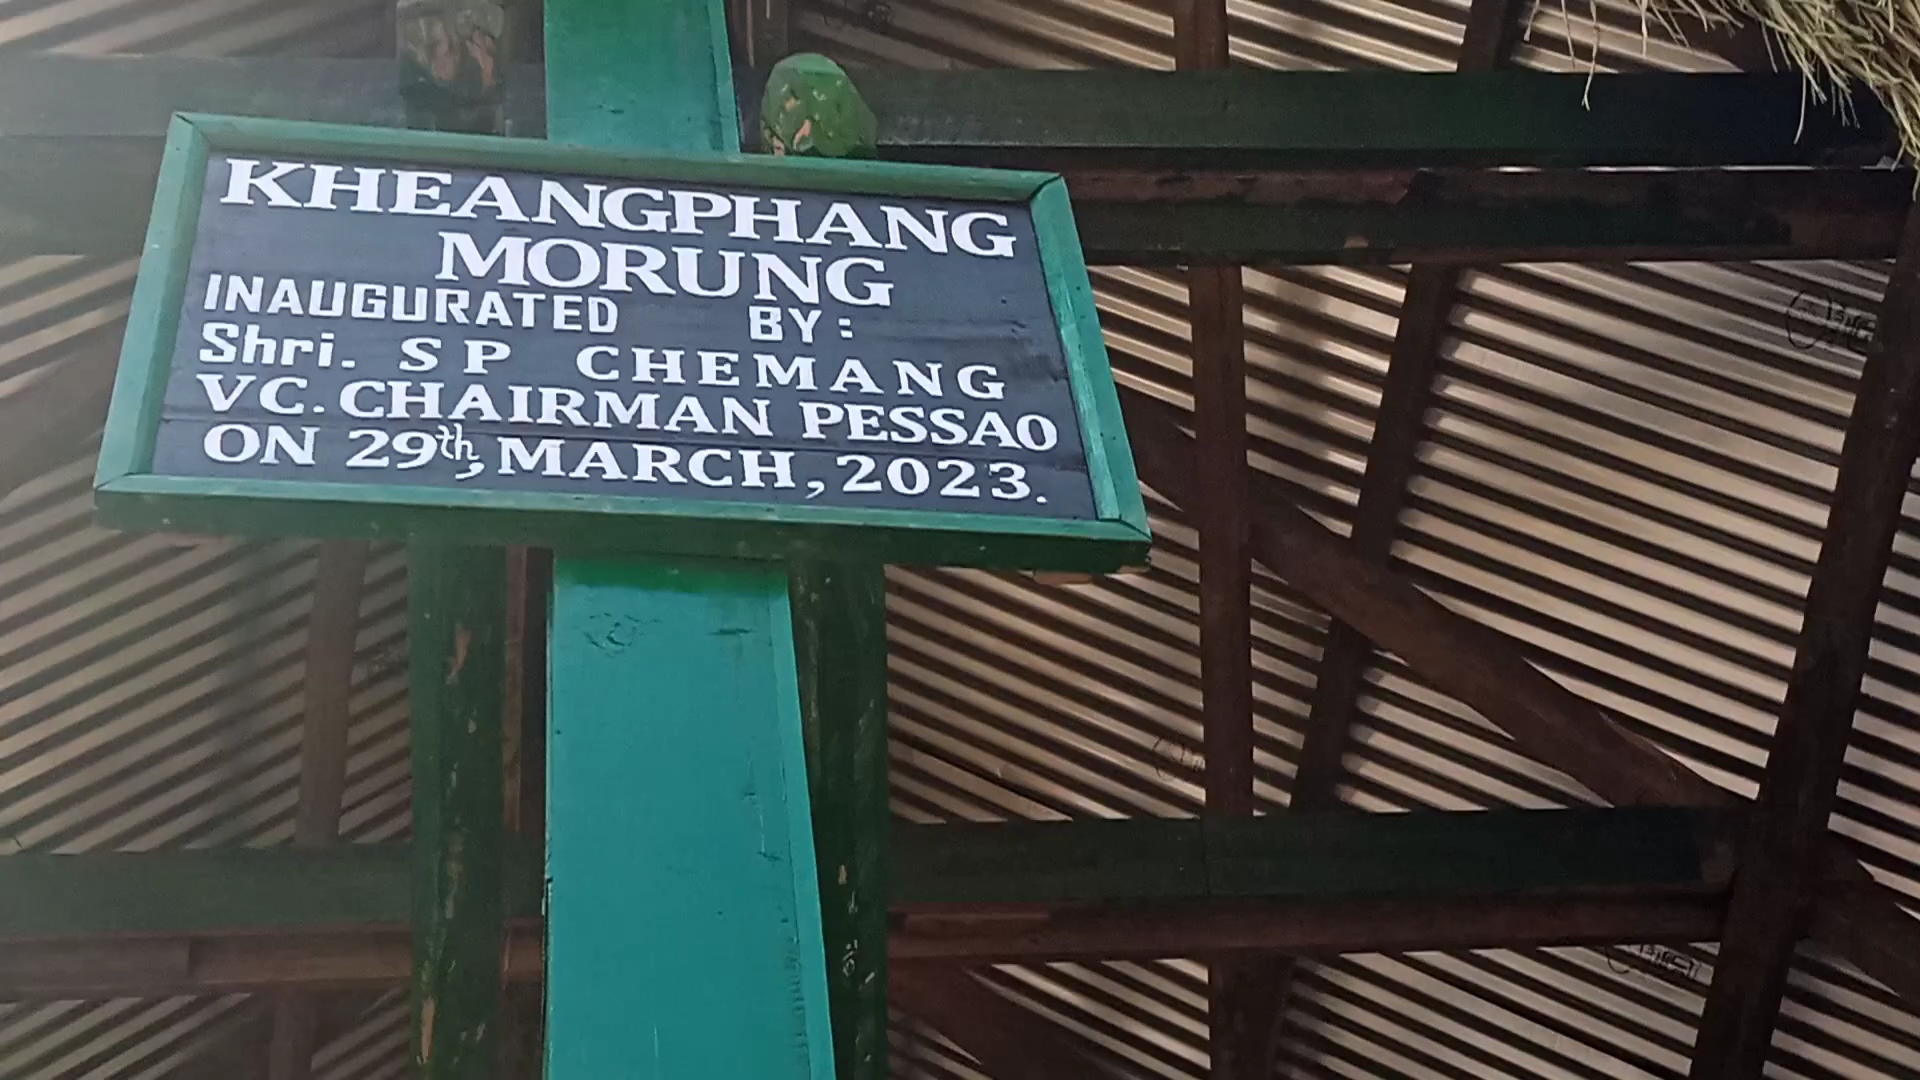 KHEANGPHANG
MORUNG
INAUGURATED BY:
Shri. SP CHEMANG
VC. CHAIRMAN PESSAO
ON 29th, MARCH, 2023.